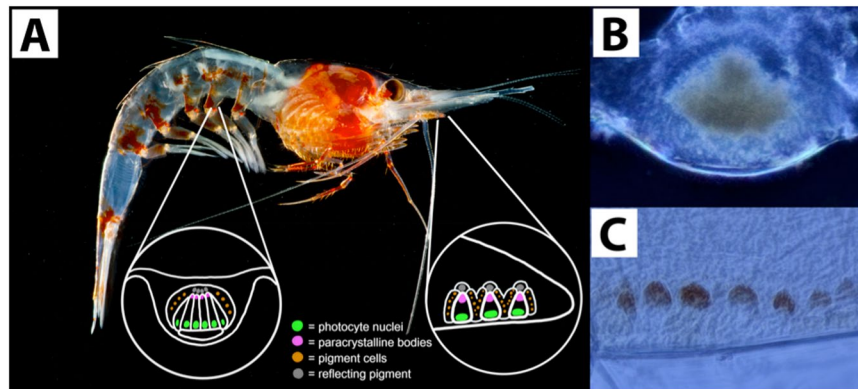 A
B
C
= photocyte nuclei
= paracrystalline bodies
= pigment cells
= reflecting pigment